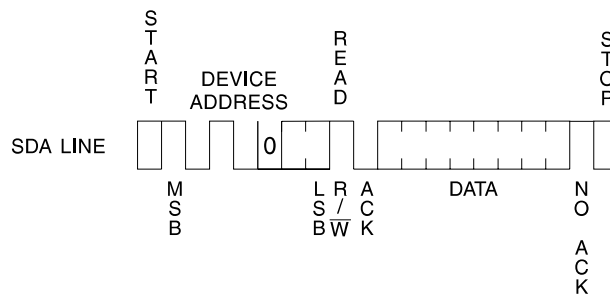 START
READ
STOP
DEVICE
ADDRESS
SDA LINE
0
MSB
LSB
R/W
ACK
DATA
NO ACK